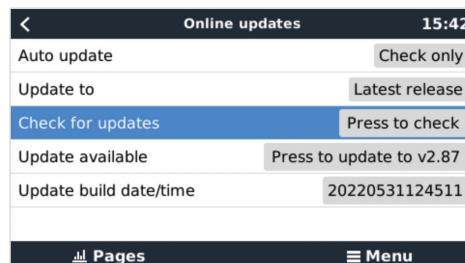 Online updates 15:42
Auto update Check only
Update to Latest release
Check for updates Press to check
Update available Press to update to v2.87
Update build date/time 20220531124511
Pages Menu